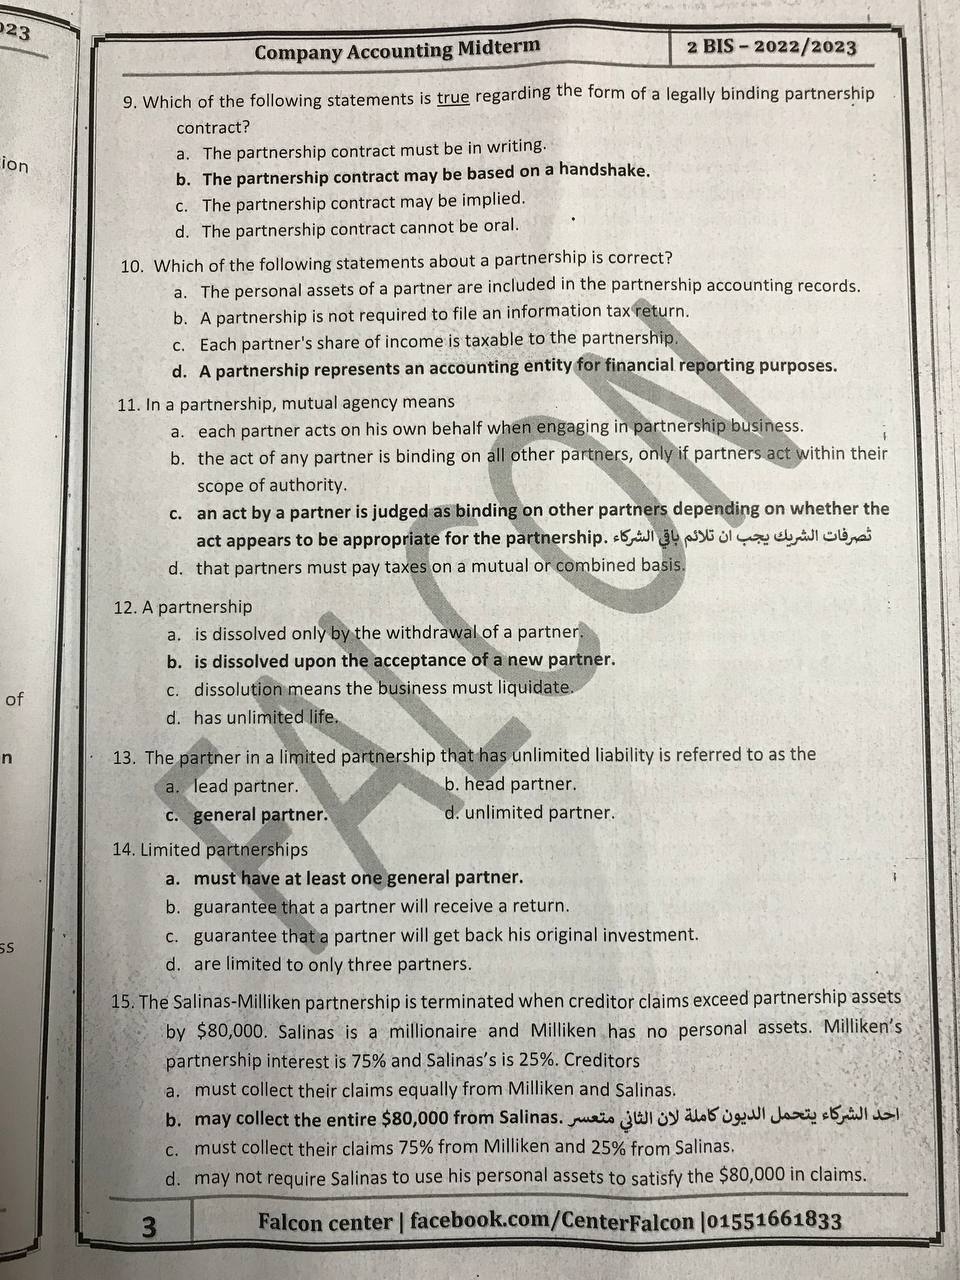 023
ion
of
n
ss
Company Accounting Midterm
2 BIS – 2022/2023
9. Which of the following statements is true regarding the form of a legally binding partnership
contract?
a. The partnership contract must be in writing.
b. The partnership contract may be based on a handshake.
c. The partnership contract may be implied.
d. The partnership contract cannot be oral.
10. Which of the following statements about a partnership is correct?
a. The personal assets of a partner are included in the partnership accounting records.
b. A partnership is not required to file an information tax return.
c. Each partner's share of income is taxable to the partnership.
d. A partnership represents an accounting entity for financial reporting purposes.
11. In a partnership, mutual agency means
a. each partner acts on his own behalf when engaging in partnership business.
b. the act of any partner is binding on all other partners, only if partners act within their
scope of authority.
c. an act by a partner is judged as binding on other partners depending on whether the
act appears to be appropriate for the partnership. تصرفات الشريك يجب ان تلائم باقي الشركاء
d. that partners must pay taxes on a mutual or combined basis.
12. A partnership
a. is dissolved only by the withdrawal of a partner.
b. is dissolved upon the acceptance of a new partner.
c. dissolution means the business must liquidate.
d. has unlimited life.
13. The partner in a limited partnership that has unlimited liability is referred to as the
a. lead partner. b. head partner.
c. general partner. d. unlimited partner.
14. Limited partnerships
a. must have at least one general partner.
b. guarantee that a partner will receive a return.
c. guarantee that a partner will get back his original investment.
d. are limited to only three partners.
15. The Salinas-Milliken partnership is terminated when creditor claims exceed partnership assets
by $80,000. Salinas is a millionaire and Milliken has no personal assets. Milliken's
partnership interest is 75% and Salinas's is 25%. Creditors
a. must collect their claims equally from Milliken and Salinas.
b. may collect the entire $80,000 from Salinas. احد الشركاء يتحمل الديون كاملة لان الثاني متعسر
c. must collect their claims 75% from Milliken and 25% from Salinas.
d. may not require Salinas to use his personal assets to satisfy the $80,000 in claims.
FALCON
3
Falcon center | facebook.com/CenterFalcon |01551661833